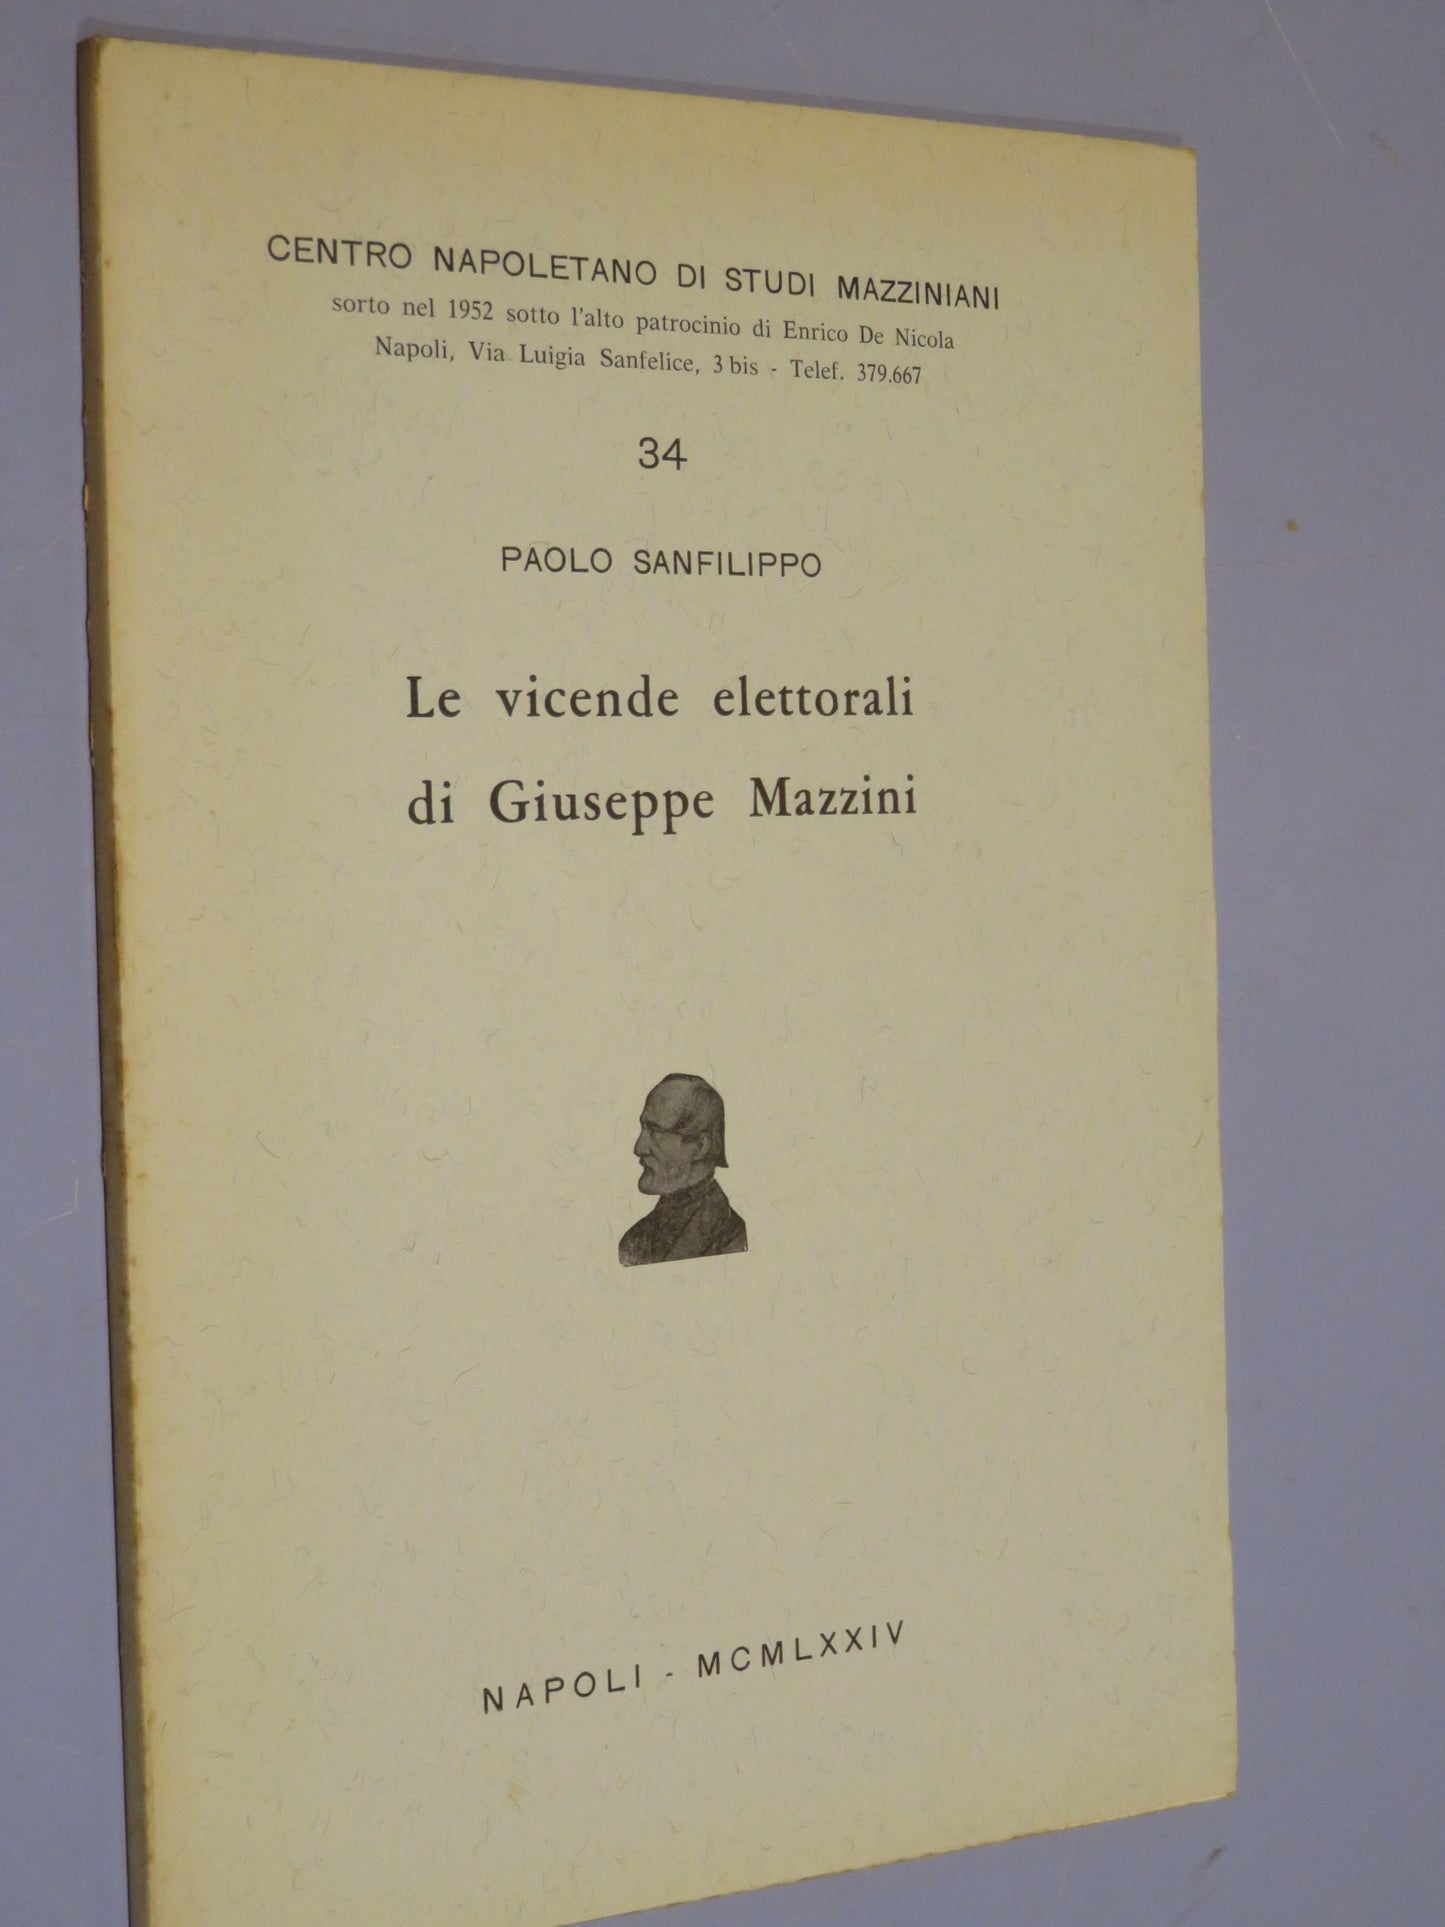 CENTRO NAPOLETANO DI STUDI MAZZINIANI
sorto nel 1952 sotto l'alto patrocinio di Enrico De Nicola
Napoli, Via Luigia Sanfelice, 3 bis - Telef. 379.667
34
PAOLO SANFILIPPO
Le vicende elettorali
di Giuseppe Mazzini
NAPOLI - MCMLXXIV